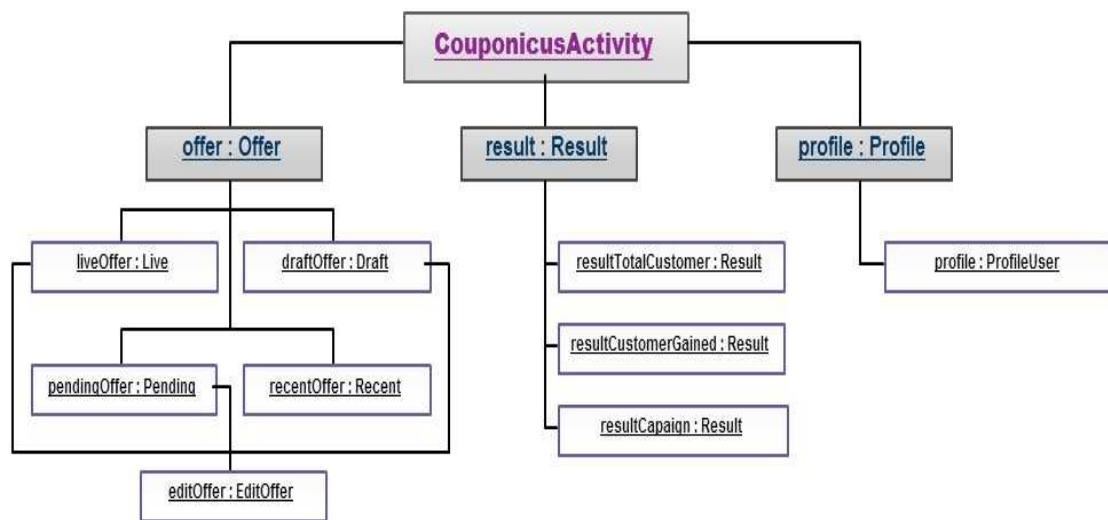 CouponicusActivity
offer : Offer
result : Result
profile : Profile
liveOffer : Live
draftOffer : Draft
resultTotalCustomer : Result
profile : ProfileUser
resultCustomerGained : Result
pendingOffer : Pending
recentOffer : Recent
resultCapaign : Result
editOffer : EditOffer